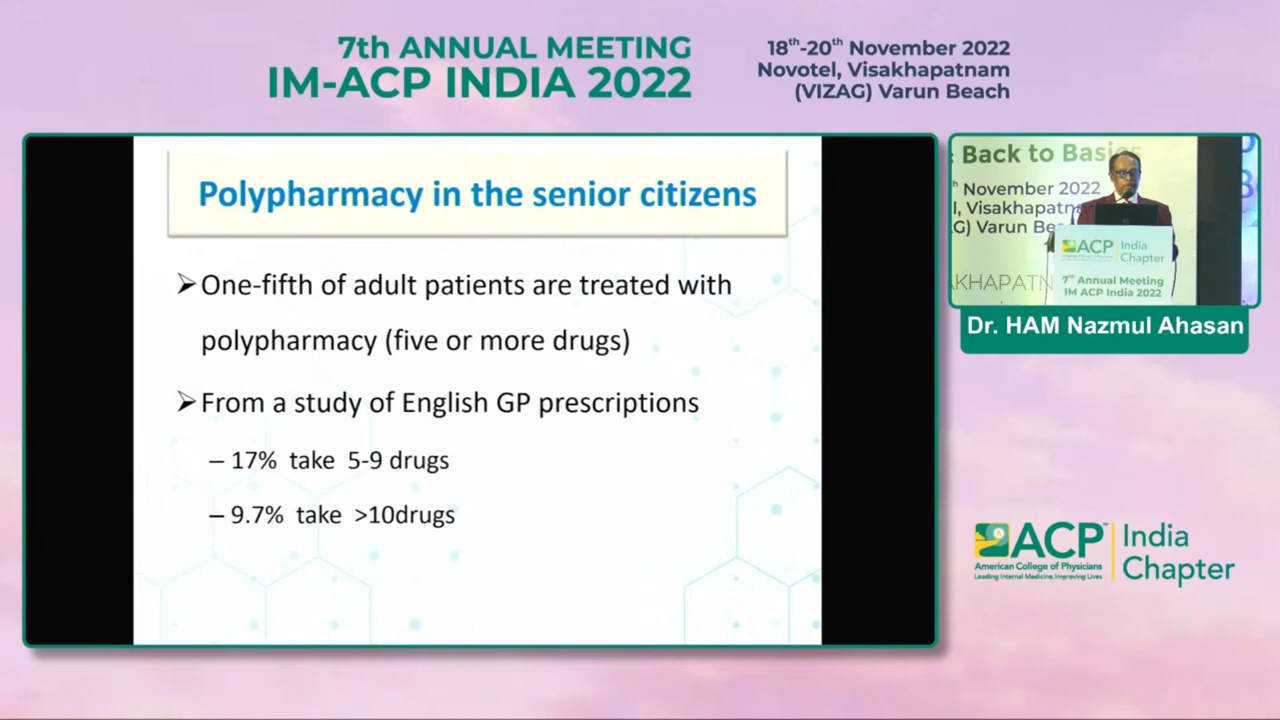 7th ANNUAL MEETING
IM-ACP INDIA 2022
18th-20th November 2022
Novotel, Visakhapatnam
(VIZAG) Varun Beach
Polypharmacy in the senior citizens
➢One-fifth of adult patients are treated with
polypharmacy (five or more drugs)
➢From a study of English GP prescriptions
– 17% take 5-9 drugs
– 9.7% take >10drugs
Back to Basics
November 2022
Visakhapatn
Varun Be
ACP India
Chapter
7th Annual Meeting
IM ACP India 2022
Dr. HAM Nazmul Ahasan
ACP™ India
American College of Physicians Chapter
Leading Internal Medicine, Improving Lives